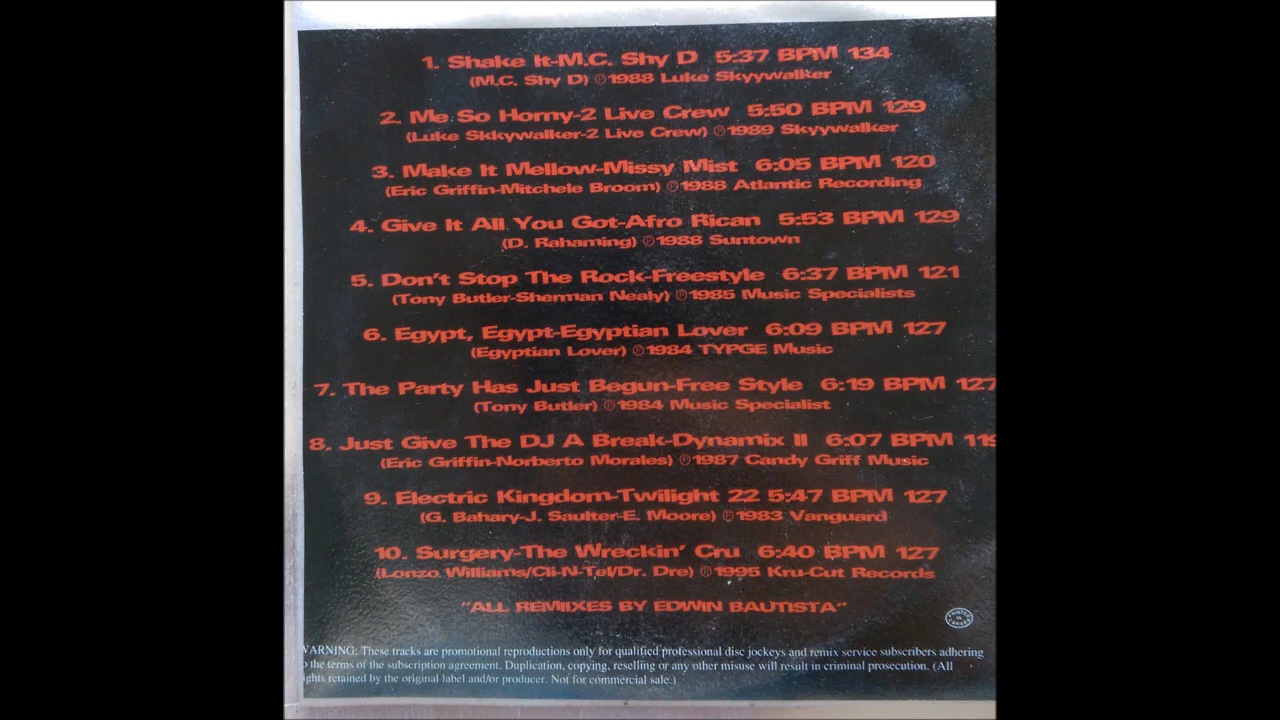 1. Shake It-M.C. Shy D 5:37 BPM 134
(M.C. Shy D) ℗1988 Luke Skyywalker
2. Me So Horny-2 Live Crew 5:50 BPM 129
(Luke Skkywalker-2 Live Crew) ℗1989 Skyywalker
3. Make It Mellow-Missy Mist 6:05 BPM 120
(Eric Griffin-Mitchele Broom) ℗1988 Atlantic Recording
4. Give It All You Got-Afro Rican 5:53 BPM 129
(D. Rahaming) ℗1988 Suntown
5. Don't Stop The Rock-Freestyle 6:37 BPM 121
(Tony Butler-Sherman Nealy) ℗1985 Music Specialists
6. Egypt, Egypt-Egyptian Lover 6:09 BPM 127
(Egyptian Lover) ℗1984 TYPGE Music
7. The Party Has Just Begun-Free Style 6:19 BPM 127
(Tony Butler) ℗1984 Music Specialist
8. Just Give The DJ A Break-Dynamix II 6:07 BPM 119
(Eric Griffin-Norberto Morales) ℗1987 Candy Griff Music
9. Electric Kingdom-Twilight 22 5:47 BPM 127
(G. Bahary-J. Saulter-E. Moore) ℗1983 Vanguard
10. Surgery-The Wreckin' Cru 6:40 BPM 127
(Lonzo Williams/Cli-N-Tel/Dr. Dre) ℗1995 Kru-Cut Records
"ALL REMIIXES BY EDWIN BAUTISTA"
PRINTED IN CANADA
WARNING: These tracks are promotional reproductions only for qualified professional disc jockeys and remix service subscribers adhering
to the terms of the subscription agreement. Duplication, copying, reselling or any other misuse will result in criminal prosecution. (All
rights retained by the original label and/or producer. Not for commercial sale.)